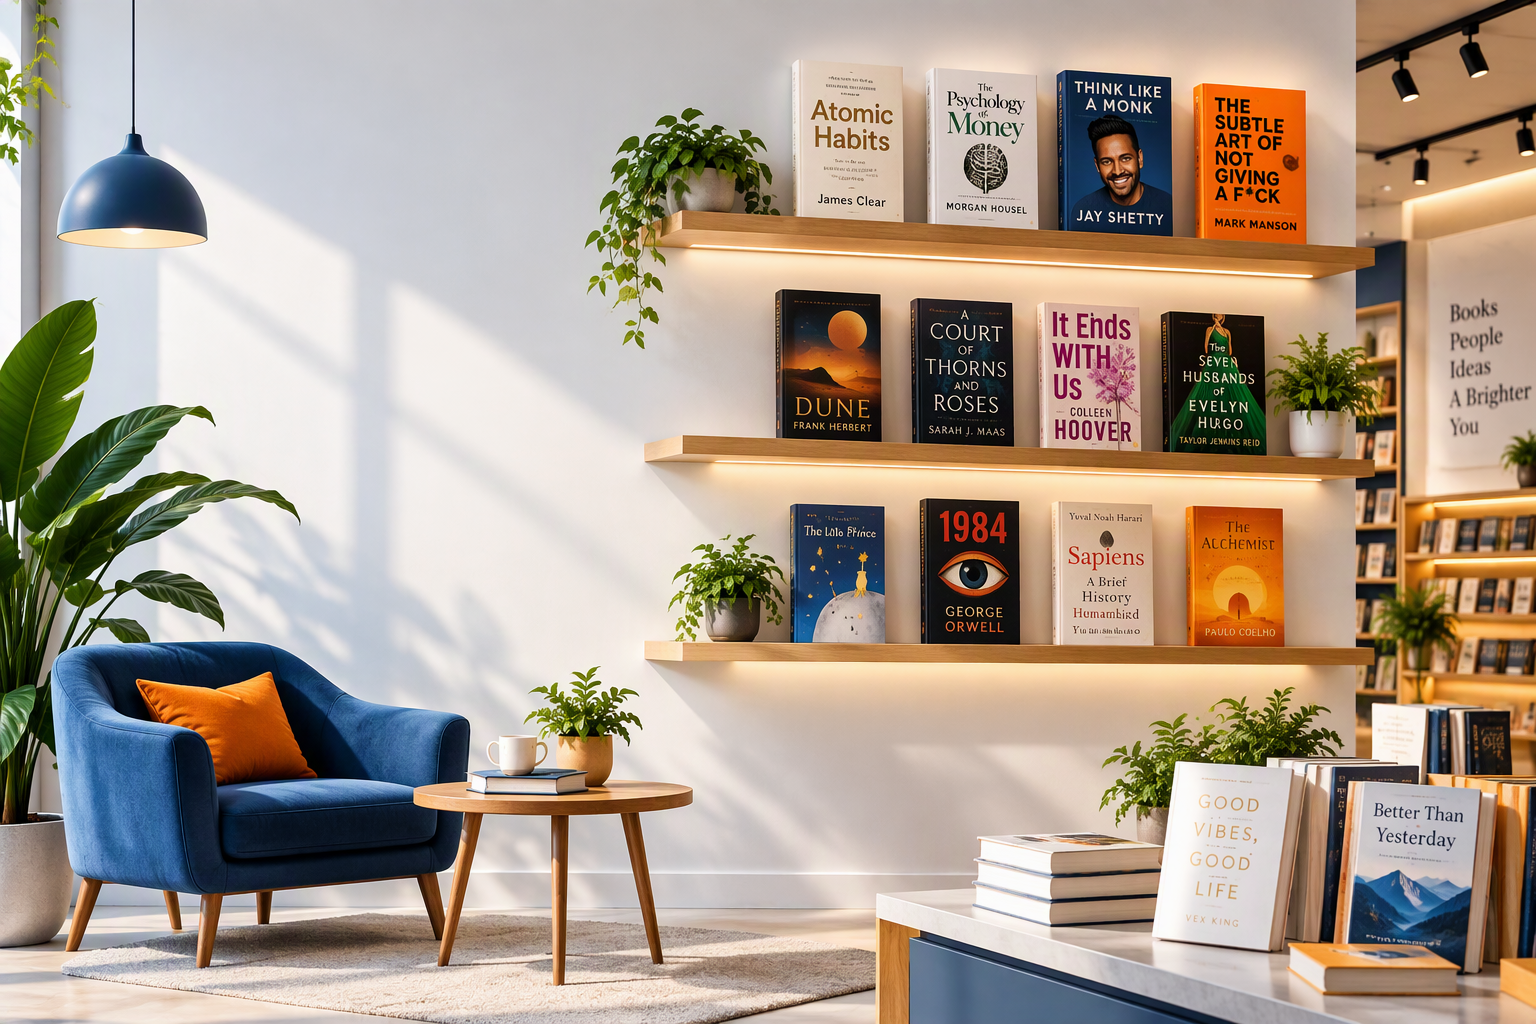 Atomic
Habits
James Clear
The
Psychology
of
Money
MORGAN HOUSEL
THINK LIKE
A MONK
JAY SHETTY
THE
SUBTLE
ART OF
NOT
GIVING
A F*CK
MARK MANSON
DUNE
FRANK HERBERT
A
COURT
OF
THORNS
AND
ROSES
SARAH J. MAAS
It Ends
WITH
Us
COLLEEN
HOOVER
The
SEVEN
HUSBANDS
OF
EVELYN
HUGO
TAYLOR JENKINS REID
1984
GEORGE
ORWELL
Yuval Noah Harari
Sapiens
A Brief
History
Humankind
THE
ALCHEMIST
PAULO COELHO
Books
People
Ideas
A Brighter
You
GOOD
VIBES,
GOOD
LIFE
VEX KING
Better Than
Yesterday